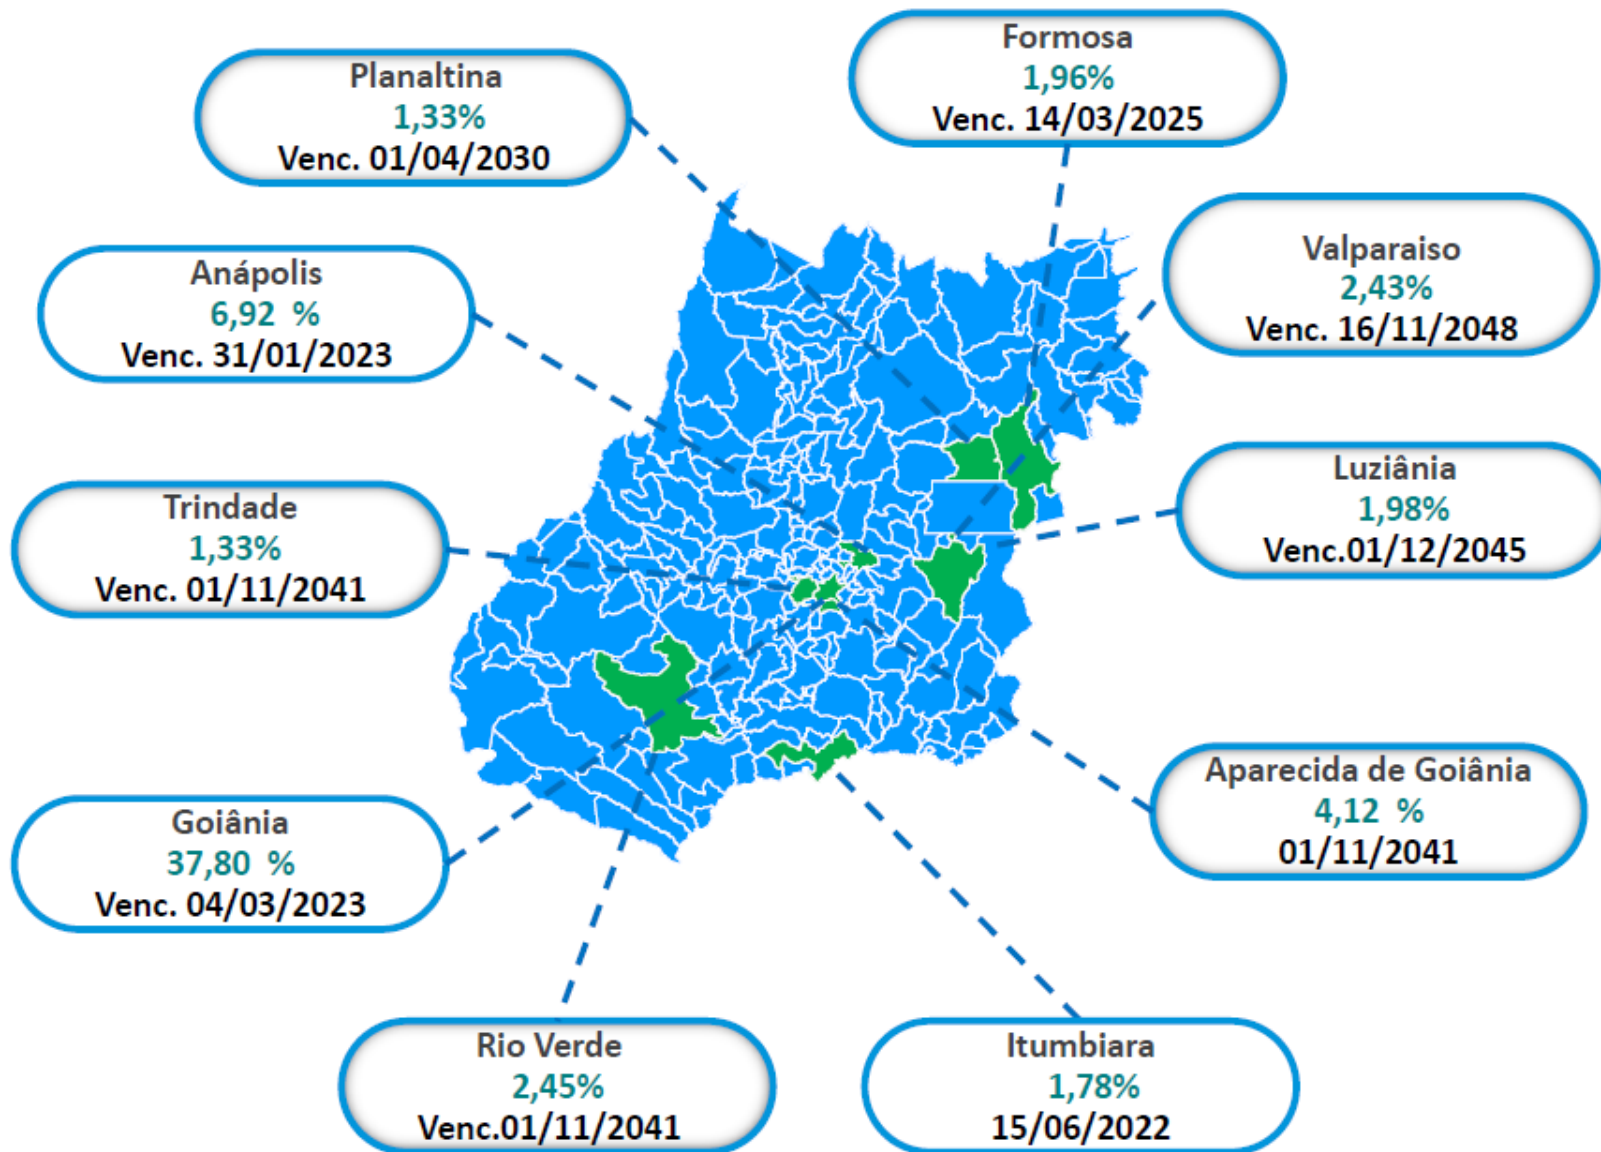 Formosa
1,96%
Venc. 14/03/2025
Planaltina
1,33%
Venc. 01/04/2030
Valparaiso
2,43%
Venc. 16/11/2048
Anápolis
6,92 %
Venc. 31/01/2023
Luziânia
1,98%
Venc.01/12/2045
Trindade
1,33%
Venc. 01/11/2041
Aparecida de Goiânia
4,12 %
01/11/2041
Goiânia
37,80 %
Venc. 04/03/2023
Rio Verde
2,45%
Venc.01/11/2041
Itumbiara
1,78%
15/06/2022